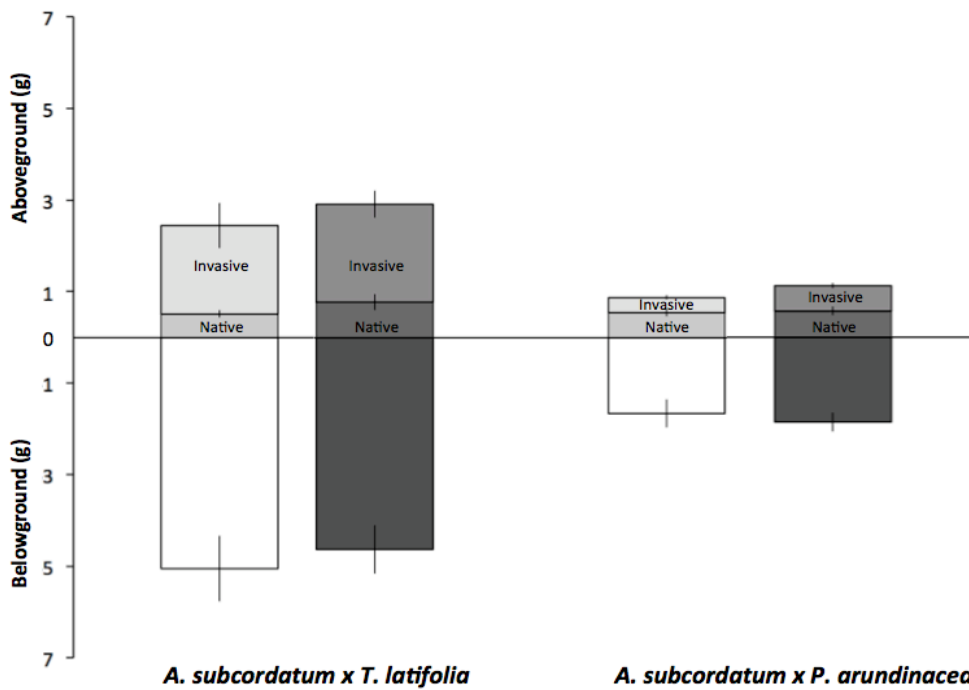 7
5
3
1
0
1
3
5
7
Aboveground (g)
Belowground (g)
Invasive
Native
Invasive
Native
Invasive
Native
Invasive
Native
A. subcordatum x T. latifolia
A. subcordatum x P. arundinacea